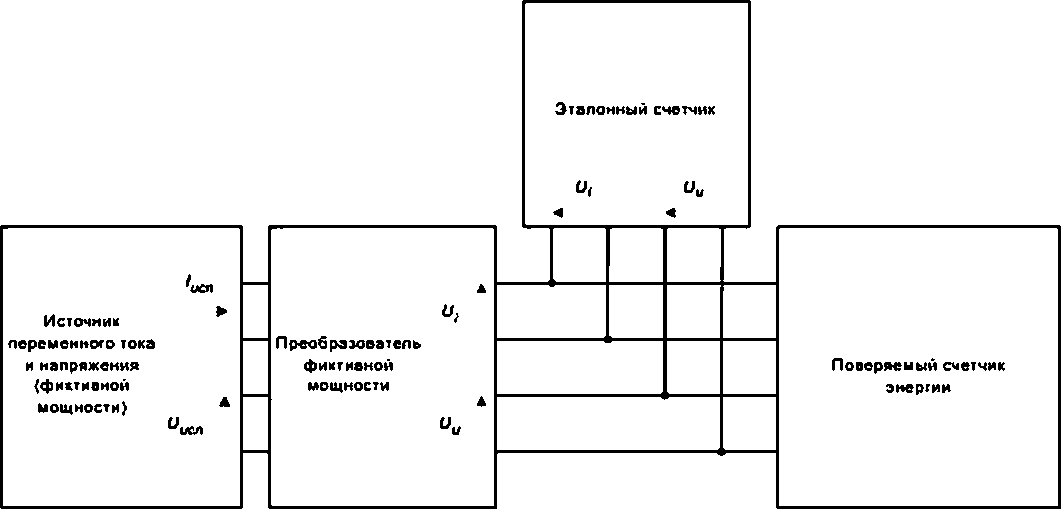 Эталонный счетчик
U_i
U_u
Источник
переменного тока
и напряжения
(фиктивной
мощности)
I_исп
U_исп
Преобразователь
фиктивной
мощности
U_i
U_u
Поверяемый счетчик
энергии